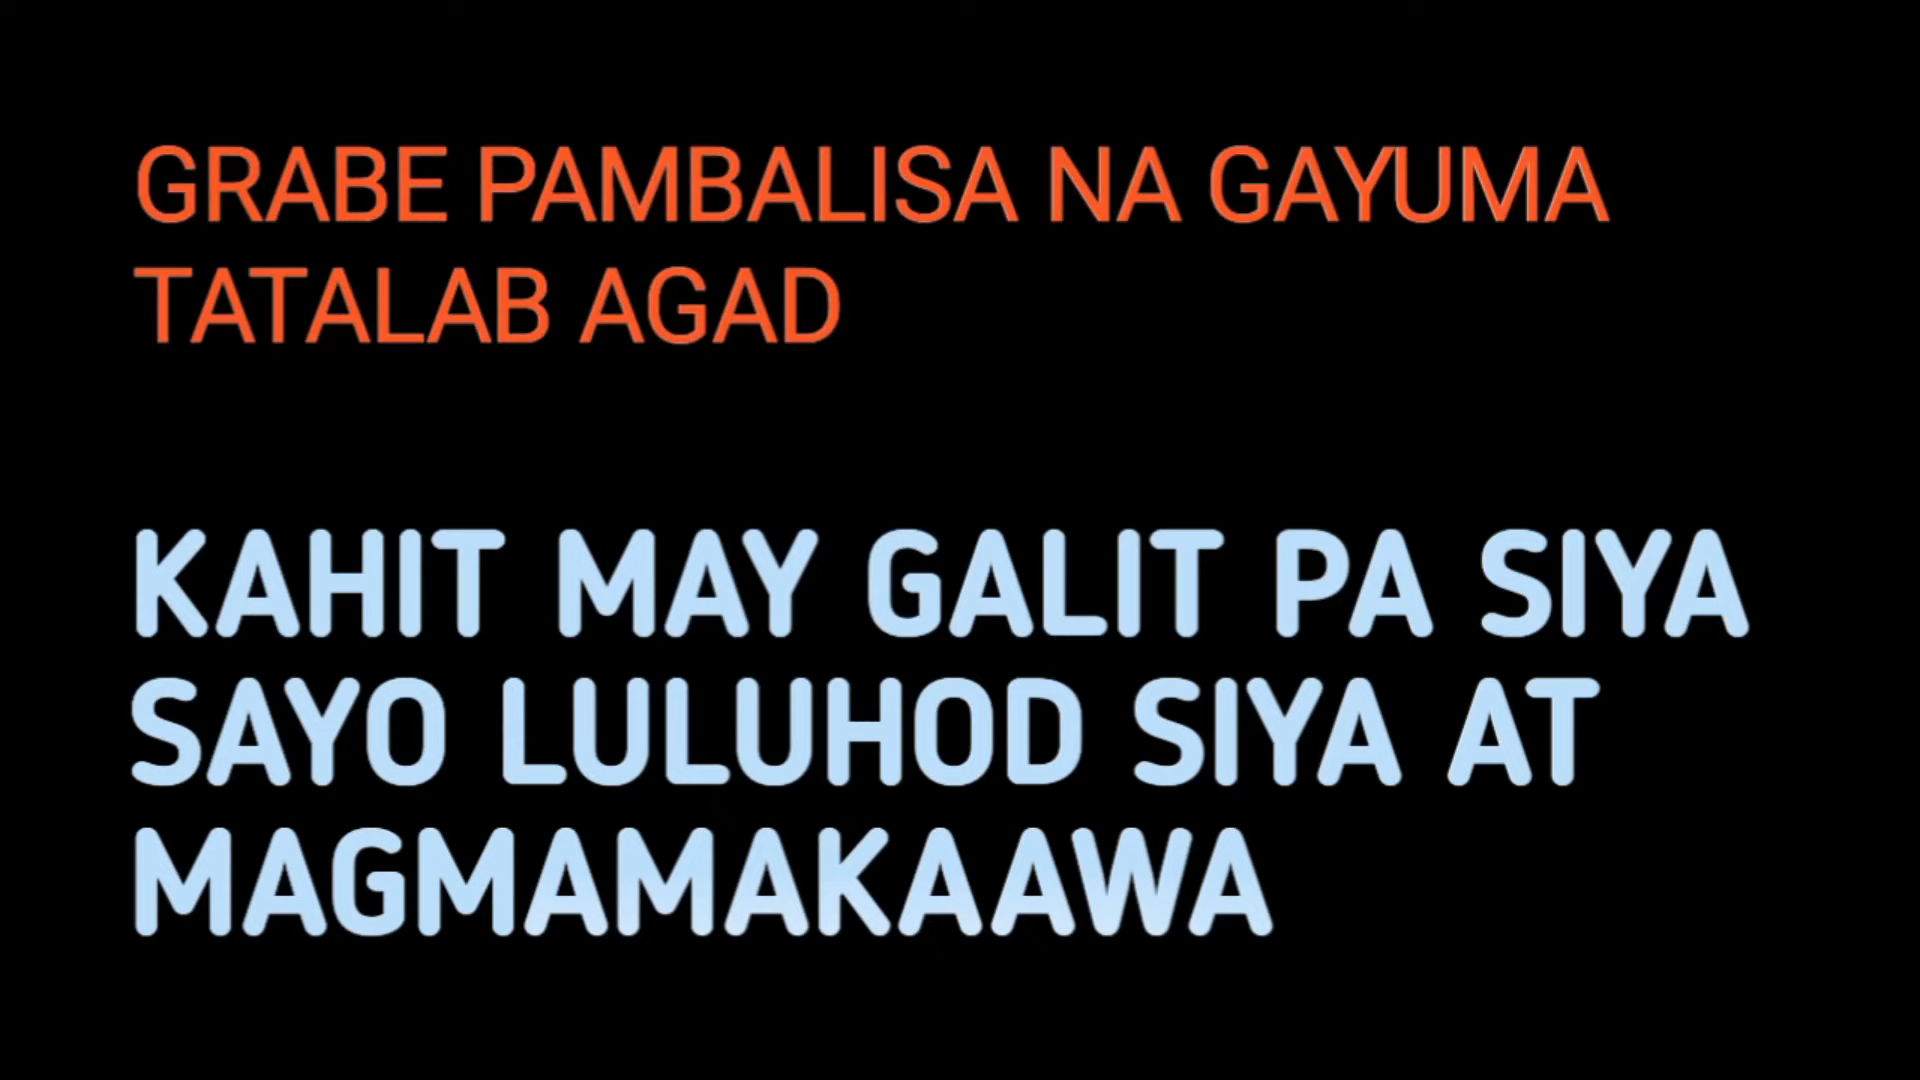 GRABE PAMBALISA NA GAYUMA
TATALAB AGAD
KAHIT MAY GALIT PA SIYA
SAYO LULUHOD SIYA AT
MAGMAMAKAAWA